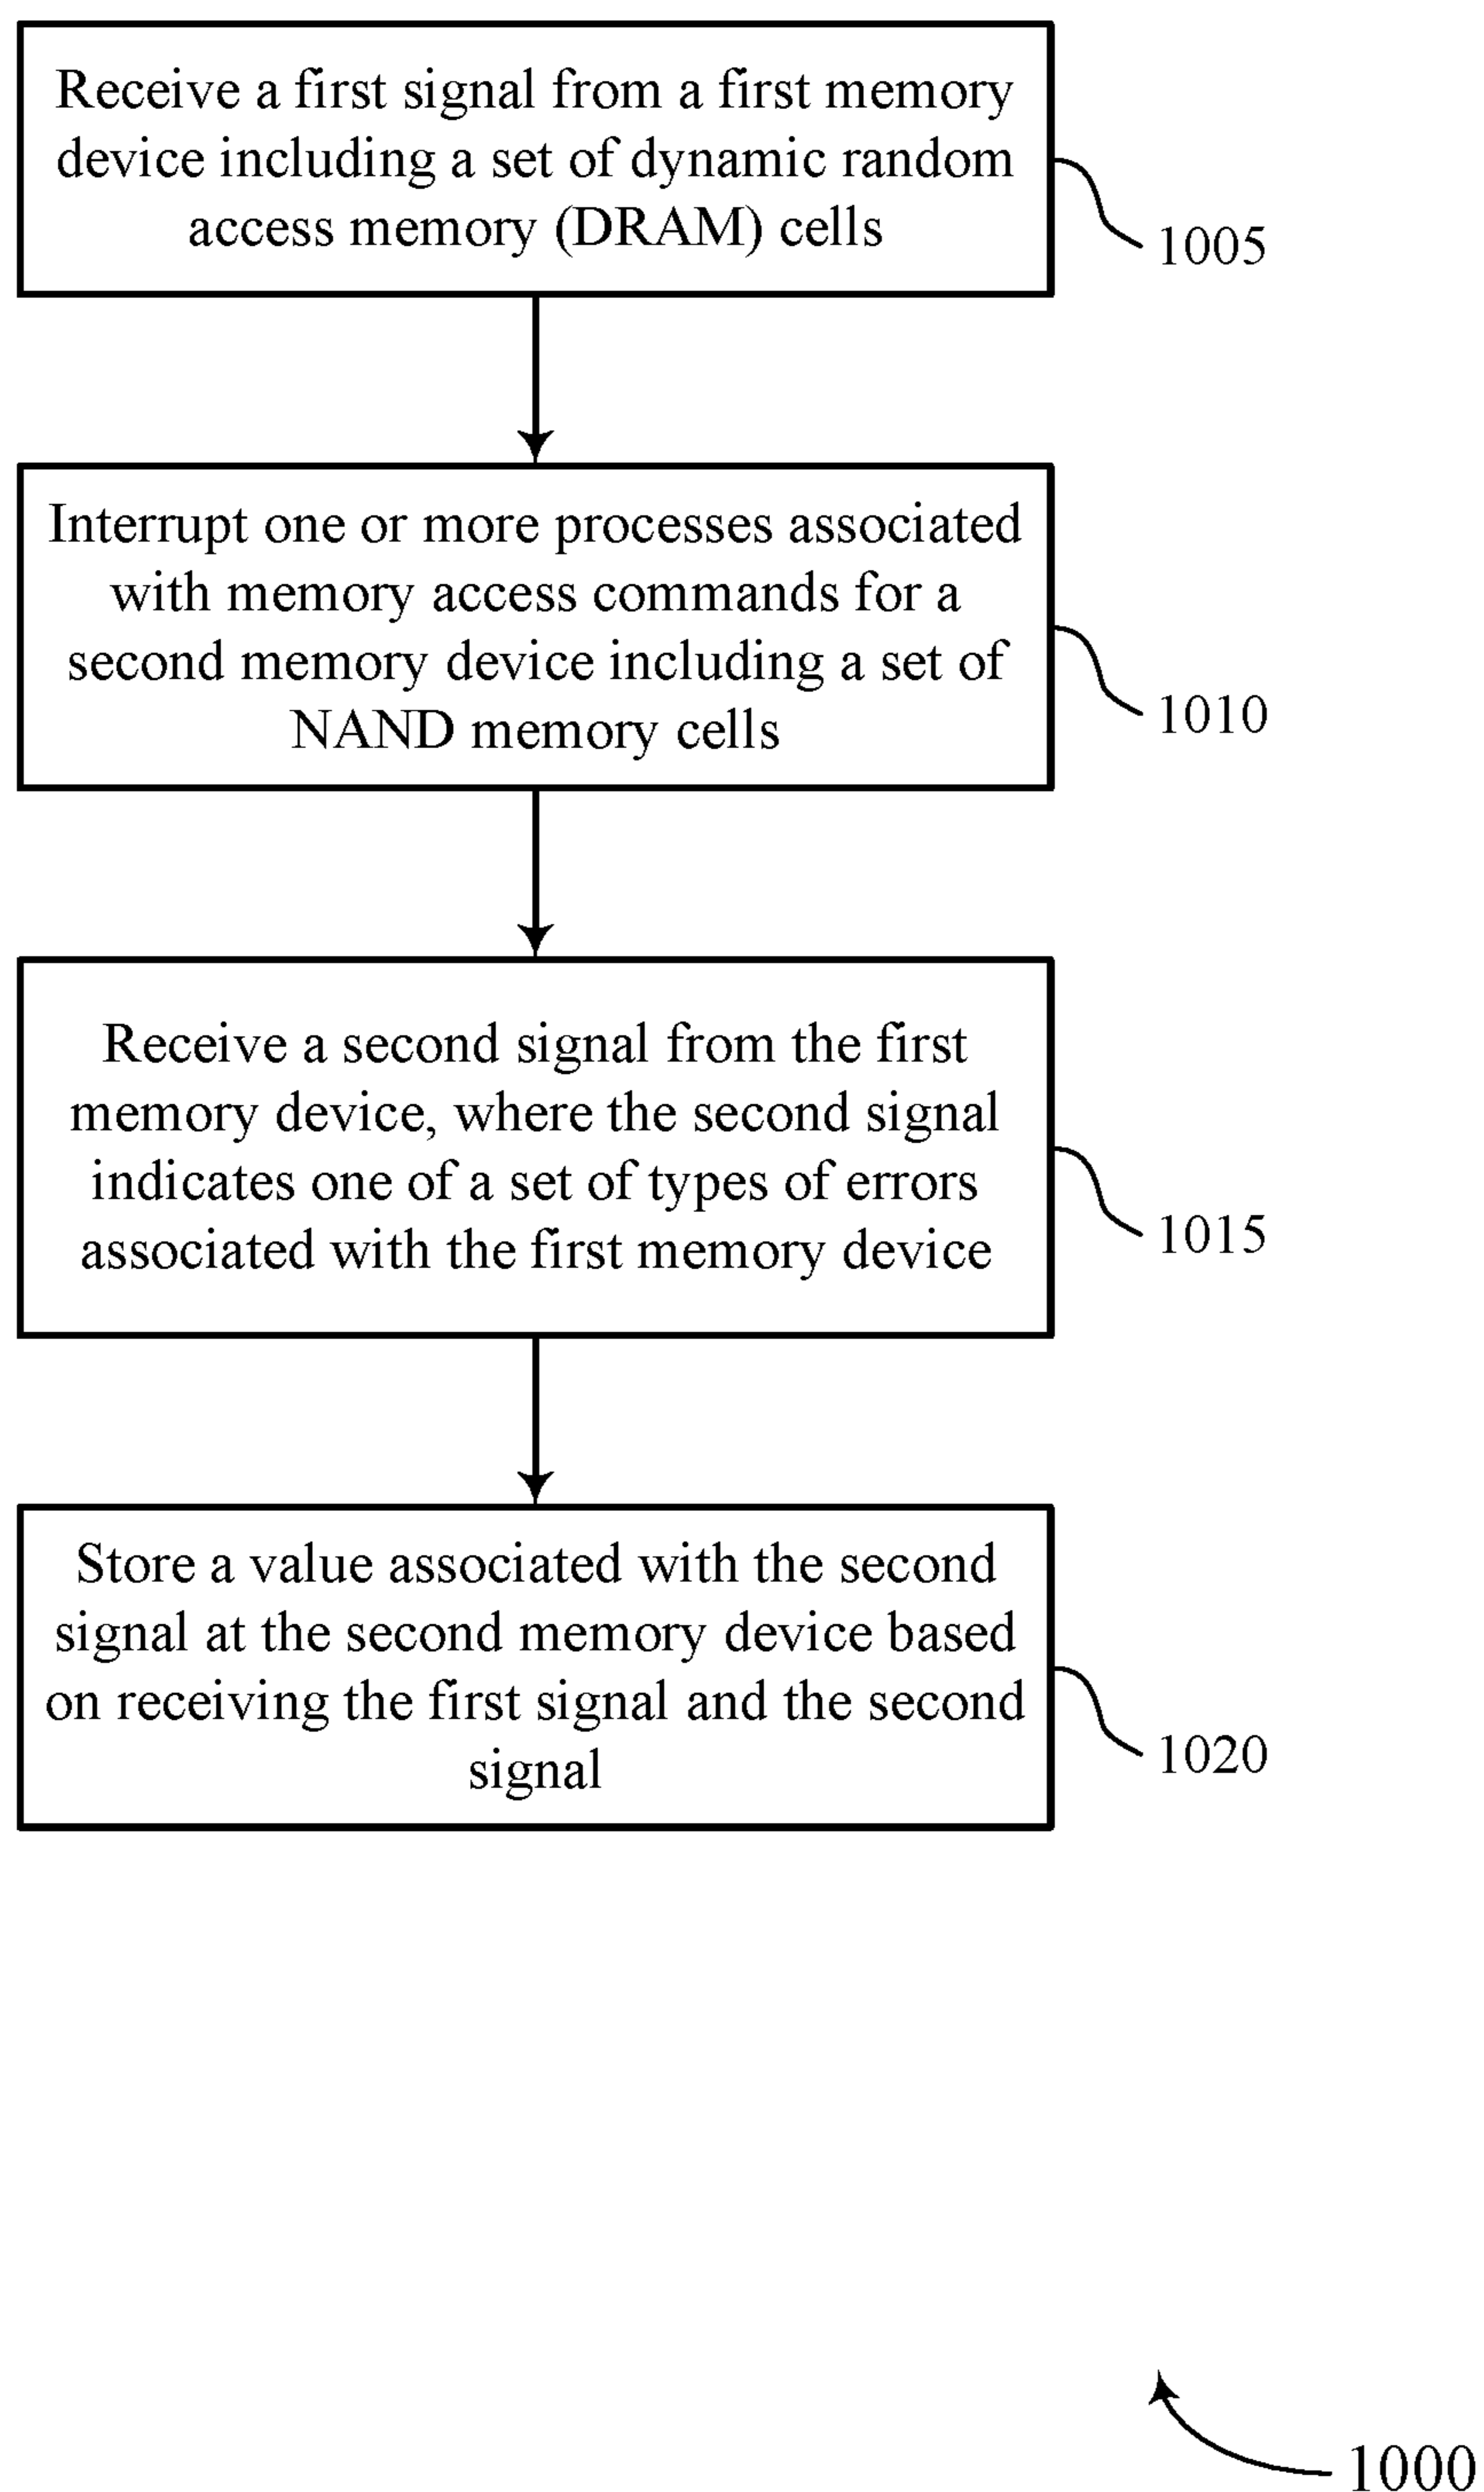 Receive a first signal from a first memory
device including a set of dynamic random
access memory (DRAM) cells
1005
Interrupt one or more processes associated
with memory access commands for a
second memory device including a set of
NAND memory cells
1010
Receive a second signal from the first
memory device, where the second signal
indicates one of a set of types of errors
associated with the first memory device
1015
Store a value associated with the second
signal at the second memory device based
on receiving the first signal and the second
signal
1020
1000